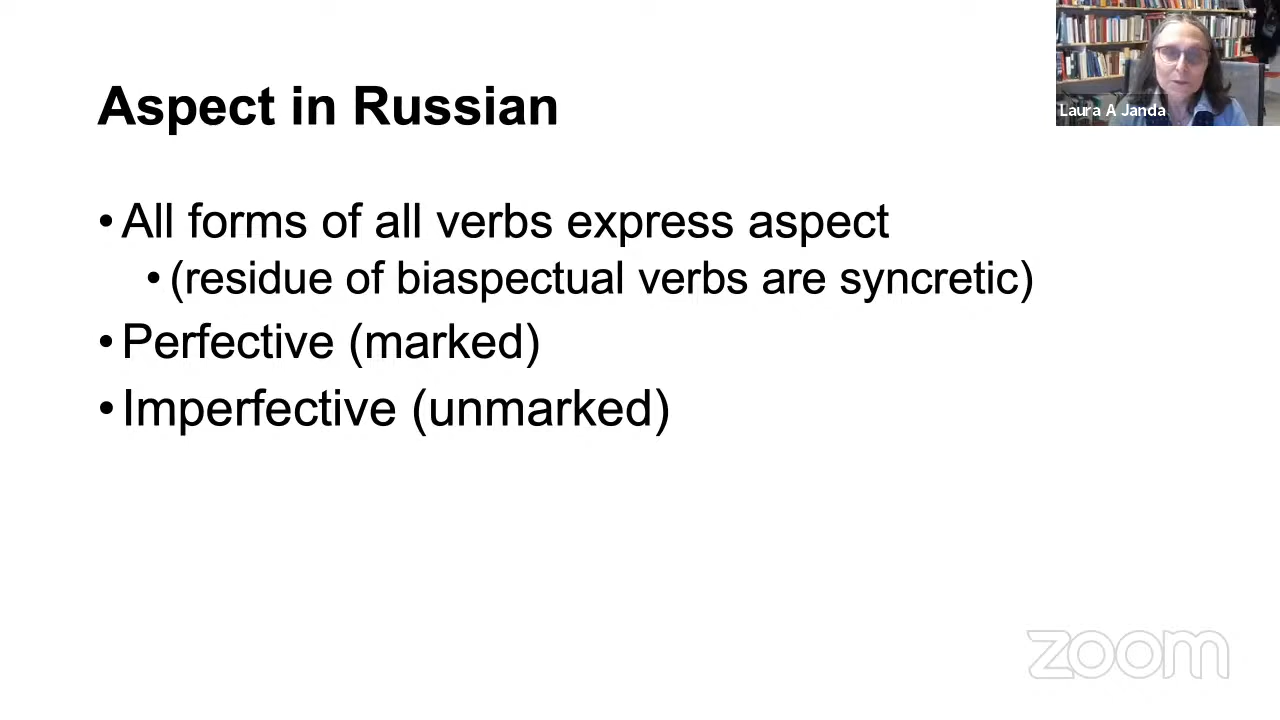 Aspect in Russian
Laura A Janda
• All forms of all verbs express aspect
• (residue of biaspectual verbs are syncretic)
• Perfective (marked)
• Imperfective (unmarked)
zoom